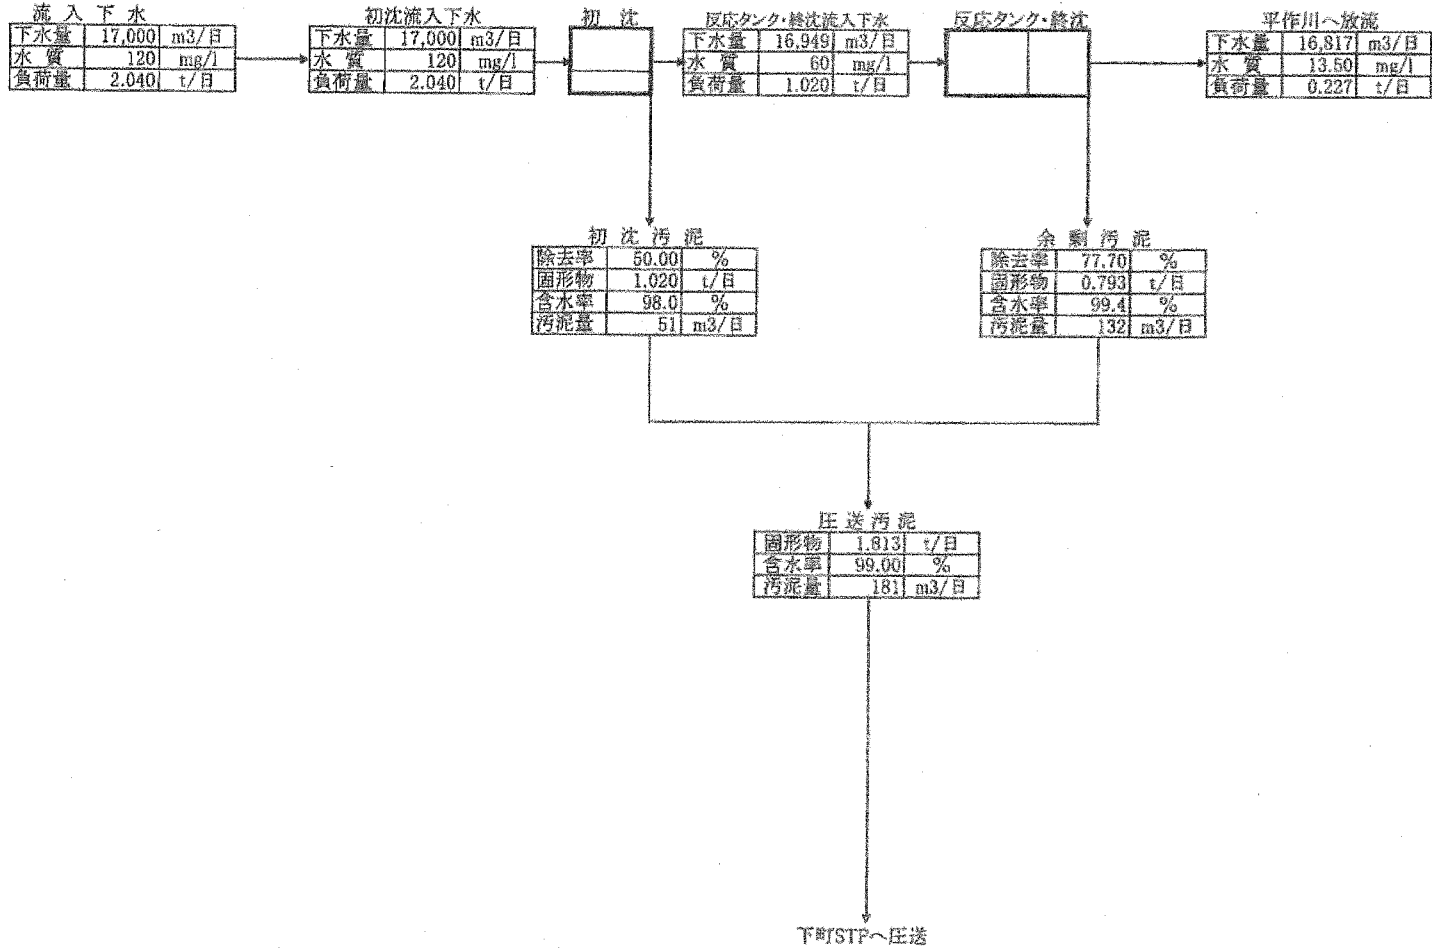 流入下水
下水量 17,000 m3/日
水質 120 mg/l
負荷量 2.040 t/日
初沈流入下水
下水量 17,000 m3/日
水質 120 mg/l
負荷量 2.040 t/日
初沈
反応タンク・終沈流入下水
下水量 16,949 m3/日
水質 60 mg/l
負荷量 1.020 t/日
反応タンク・終沈
平作川へ放流
下水量 16,817 m3/日
水質 13.50 mg/l
負荷量 0.227 t/日
初沈汚泥
除去率 50.00 %
固形物 1.020 t/日
含水率 98.0 %
汚泥量 51 m3/日
余剰汚泥
除去率 77.70 %
固形物 0.793 t/日
含水率 99.4 %
汚泥量 132 m3/日
圧送汚泥
固形物 1.813 t/日
含水率 99.00 %
汚泥量 181 m3/日
下町STPへ圧送